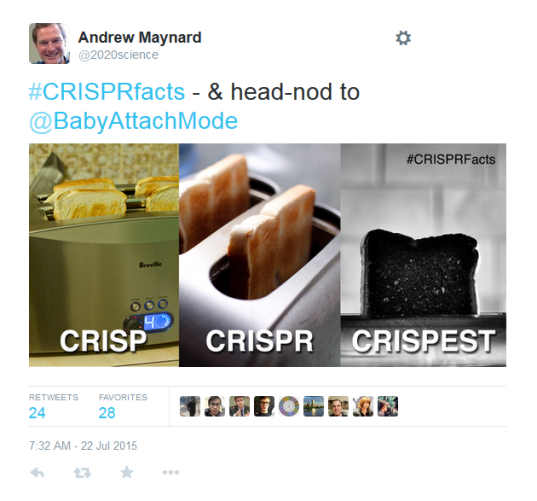 Andrew Maynard
@2020science
#CRISPRfacts - & head-nod to
@BabyAttachMode
#CRISPRFacts
Breville
40
CRISP
CRISPR
CRISPEST
RETWEETS FAVORITES
24 28
7:32 AM - 22 Jul 2015